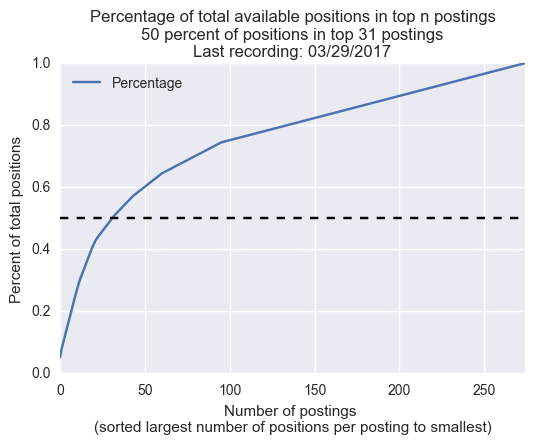 Percentage of total available positions in top n postings
50 percent of positions in top 31 postings
Last recording: 03/29/2017
1.0
Percentage
0.8
0.6
0.4
0.2
0.0
Percent of total positions
0 50 100 150 200 250
Number of postings
(sorted largest number of positions per posting to smallest)